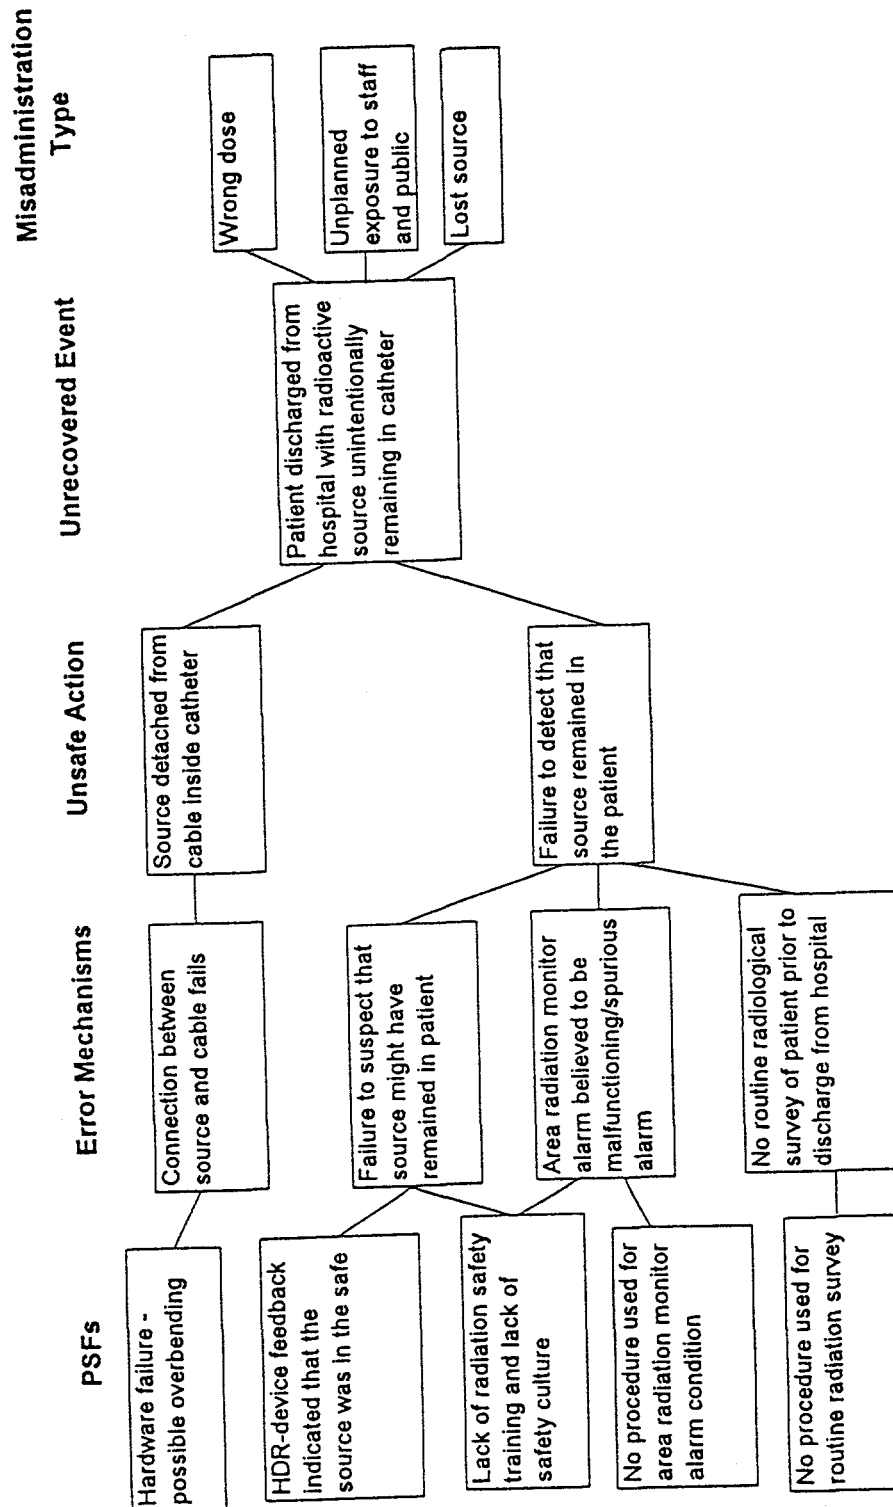 PSFs
Error Mechanisms
Unsafe Action
Unrecovered Event
Misadministration
Type
Hardware failure -
possible overbending
HDR-device feedback
indicated that the
source was in the safe
Lack of radiation safety
training and lack of
safety culture
No procedure used for
area radiation monitor
alarm condition
No procedure used for
routine radiation survey
Connection between
source and cable fails
Failure to suspect that
source might have
remained in patient
Area radiation monitor
alarm believed to be
malfunctioning/spurious
alarm
No routine radiological
survey of patient prior to
discharge from hospital
Source detached from
cable inside catheter
Failure to detect that
source remained in
the patient
Patient discharged from
hospital with radioactive
source unintentionally
remaining in catheter
Wrong dose
Unplanned
exposure to staff
and public
Lost source